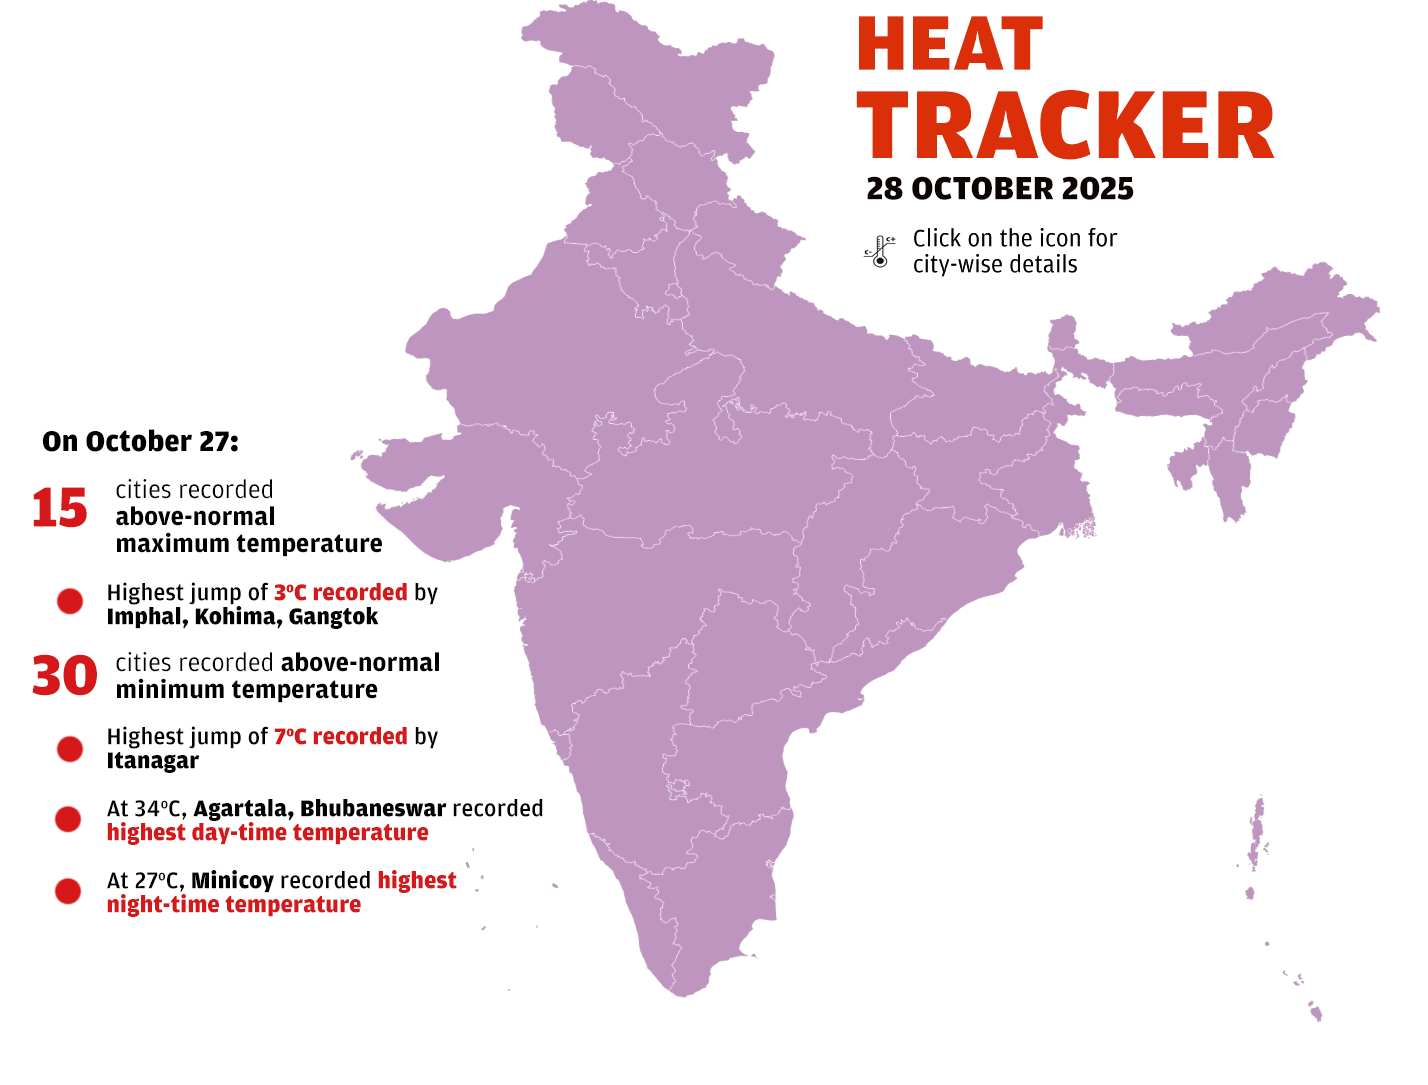 HEAT
TRACKER
28 OCTOBER 2025
C+
C-
Click on the icon for
city-wise details
On October 27:
15
cities recorded
above-normal
maximum temperature
Highest jump of 3ºC recorded by
Imphal, Kohima, Gangtok
30
cities recorded above-normal
minimum temperature
Highest jump of 7ºC recorded by
Itanagar
At 34ºC, Agartala, Bhubaneswar recorded
highest day-time temperature
At 27ºC, Minicoy recorded highest
night-time temperature